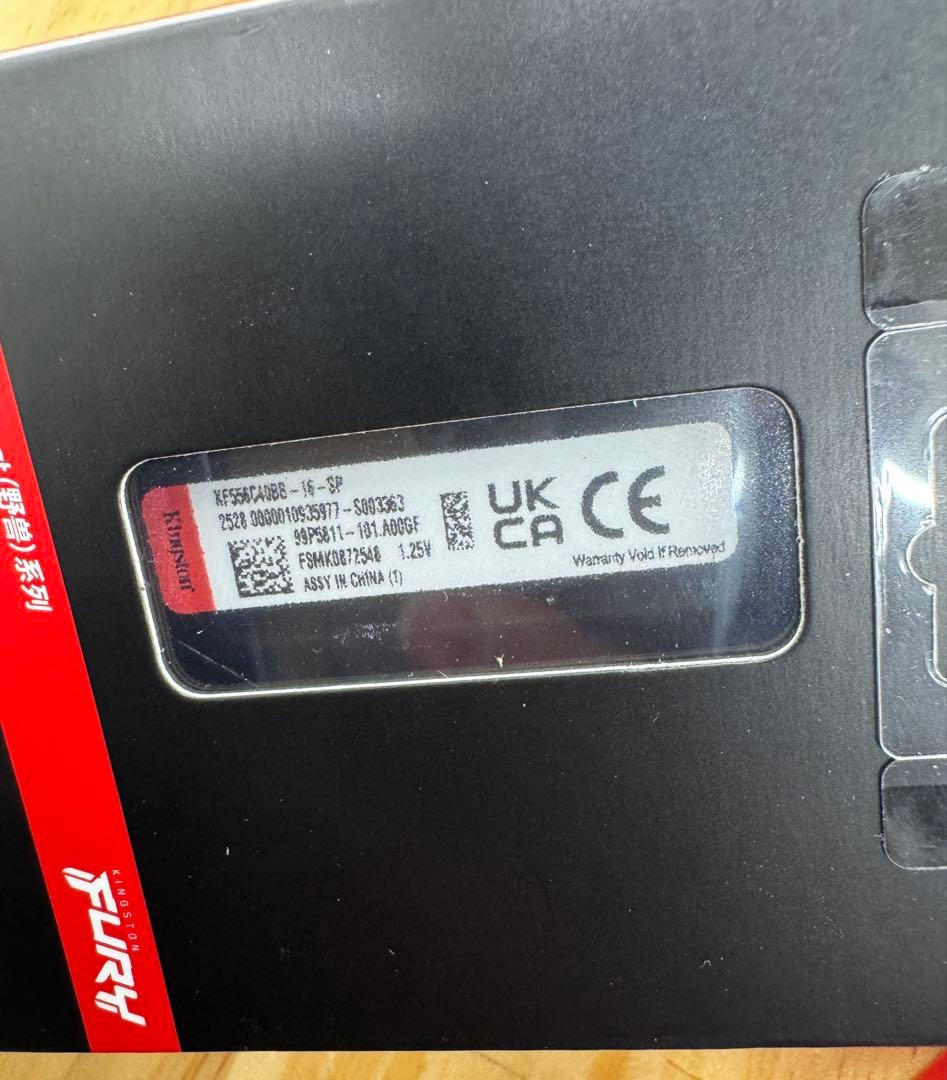 Kingston
KF556C40BB-16-SP
2528 0000010935977-S003363
99P5811-101.A00GF
FSMK0872548 1.25V
ASSY IN CHINA (1)
UK
CA
CE
Warranty Void If Removed
(野兽)系列
KINGSTON
FURY